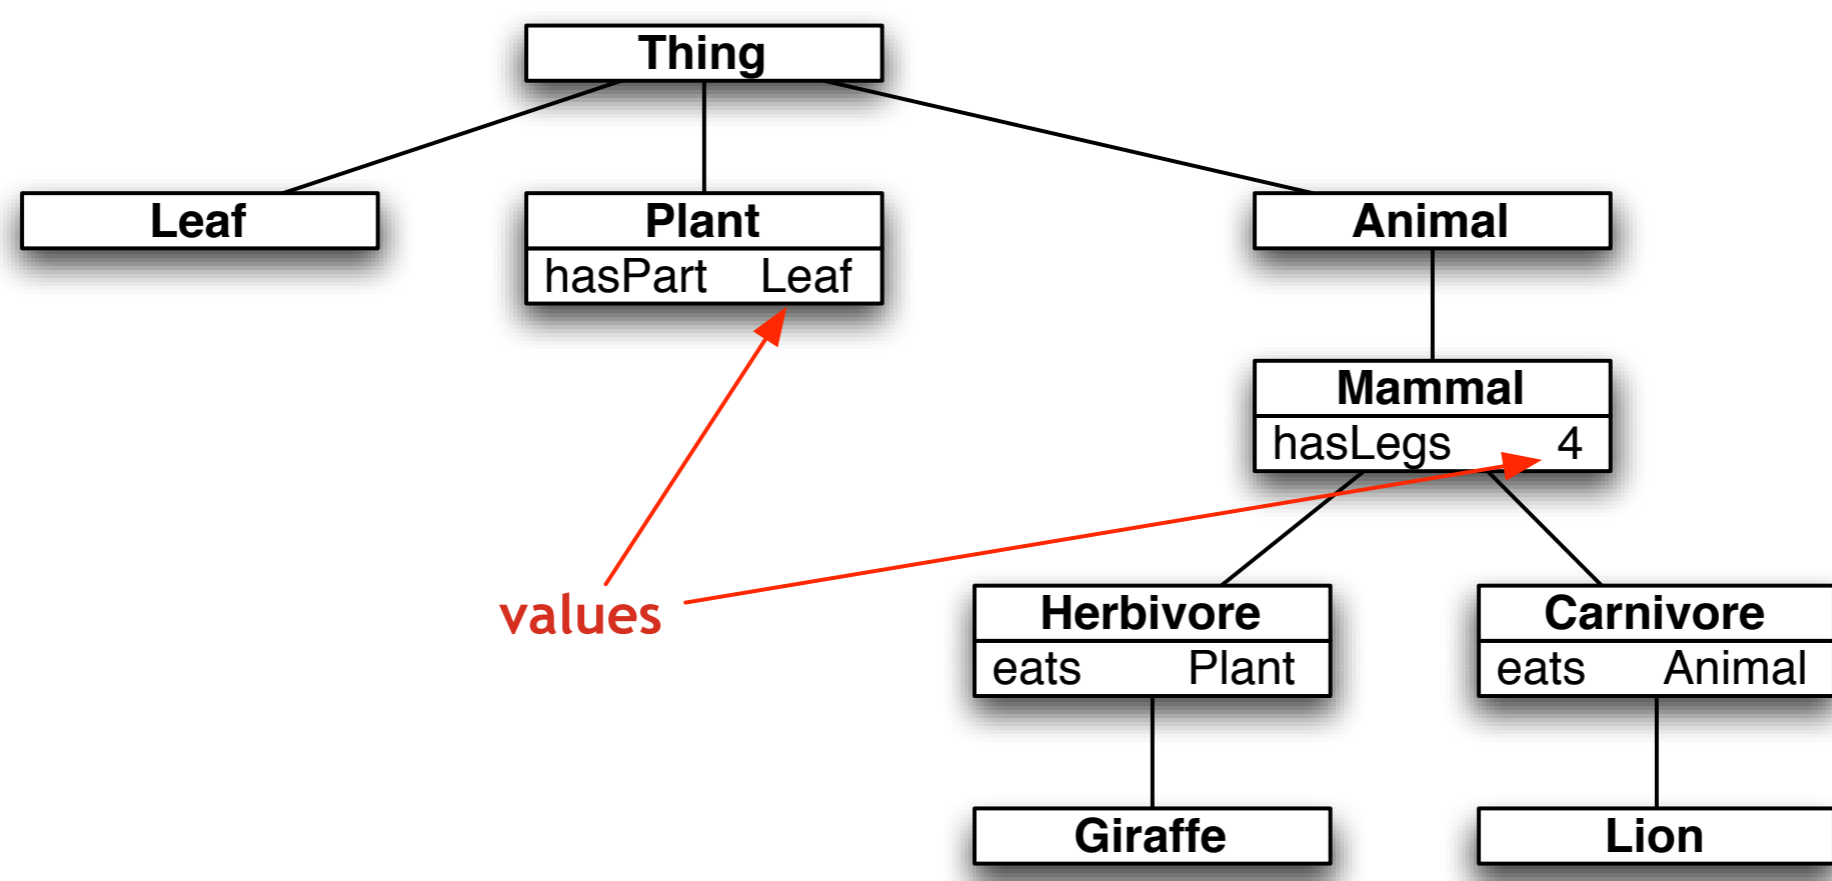 Thing
Leaf
Plant
Animal
hasPart Leaf
Mammal
hasLegs 4
values
Herbivore
Carnivore
eats Plant
eats Animal
Giraffe
Lion